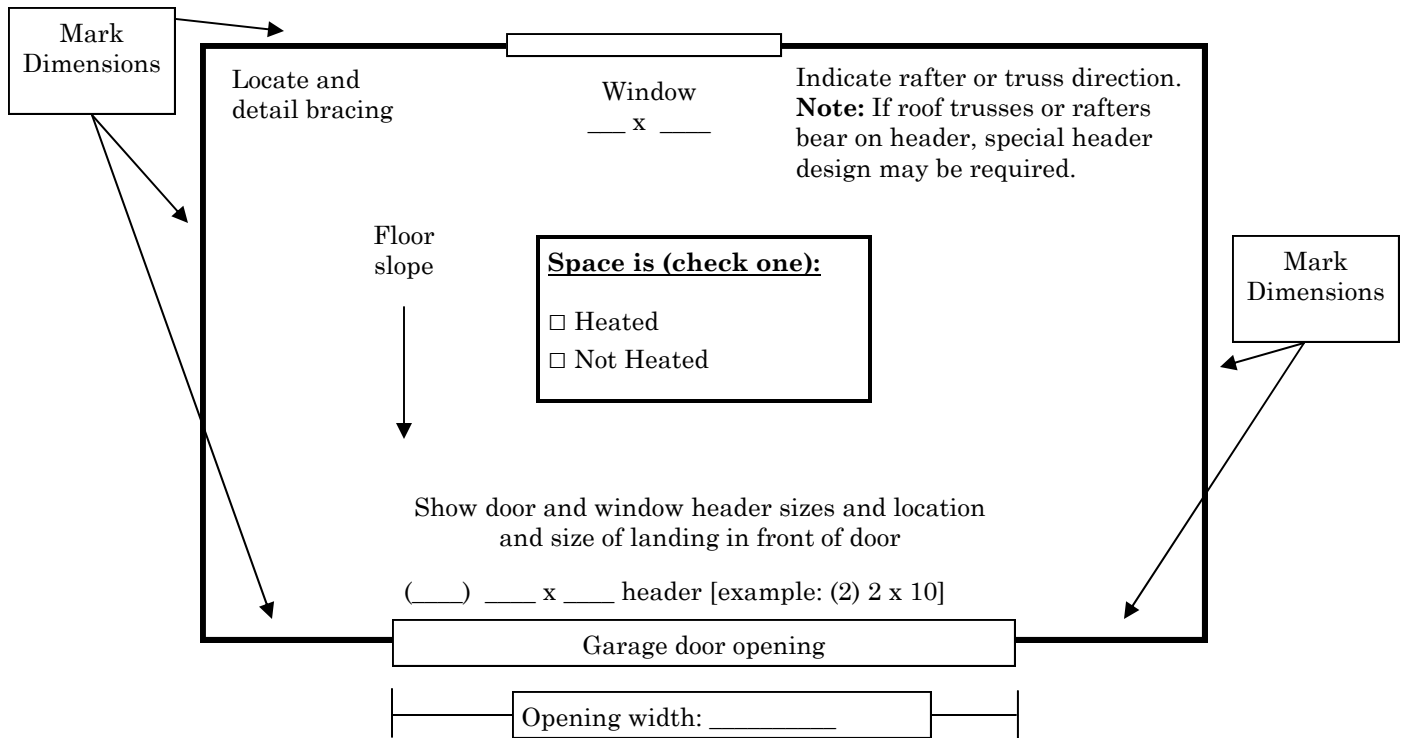 Mark
Dimensions
Locate and
detail bracing
Window
___ x ____
Indicate rafter or truss direction.
Note: If roof trusses or rafters
bear on header, special header
design may be required.
Floor
slope
Space is (check one):
□ Heated
□ Not Heated
Mark
Dimensions
Show door and window header sizes and location
and size of landing in front of door
(____) ____ x ____ header [example: (2) 2 x 10]
Garage door opening
Opening width: __________